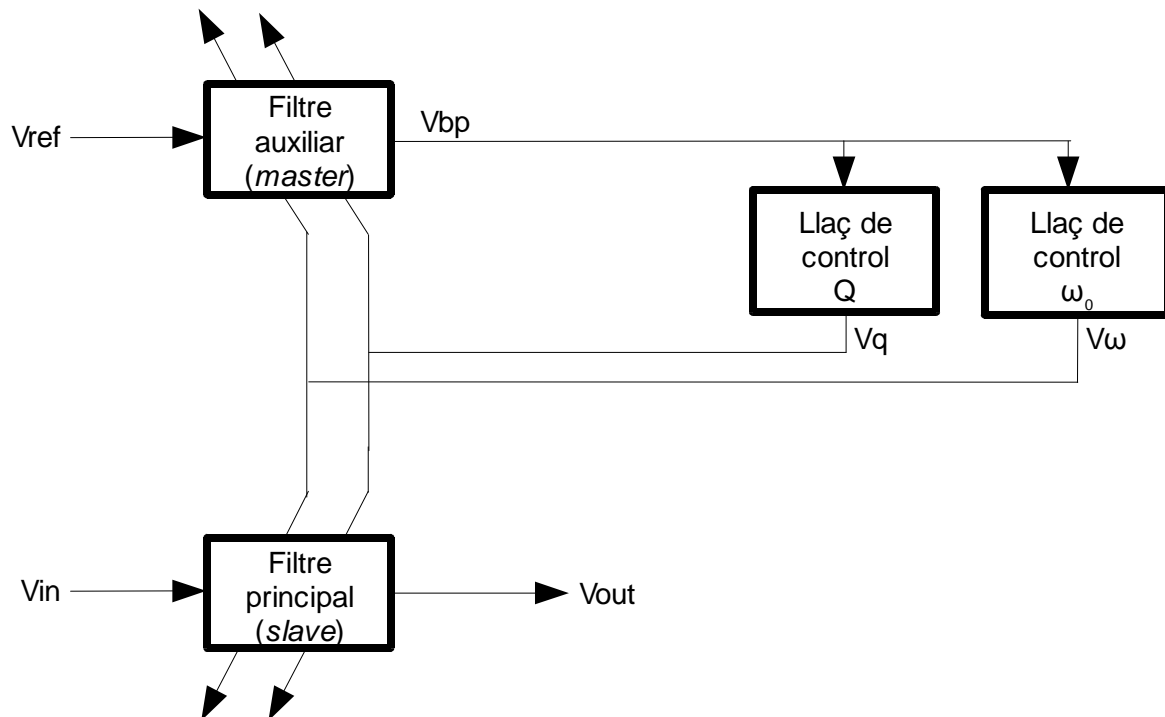 Filtre
auxiliar
(master)
Vref
Vbp
Llaç de
control
Q
Llaç de
control
ω₀
Vq
Vω
Filtre
principal
(slave)
Vin
Vout